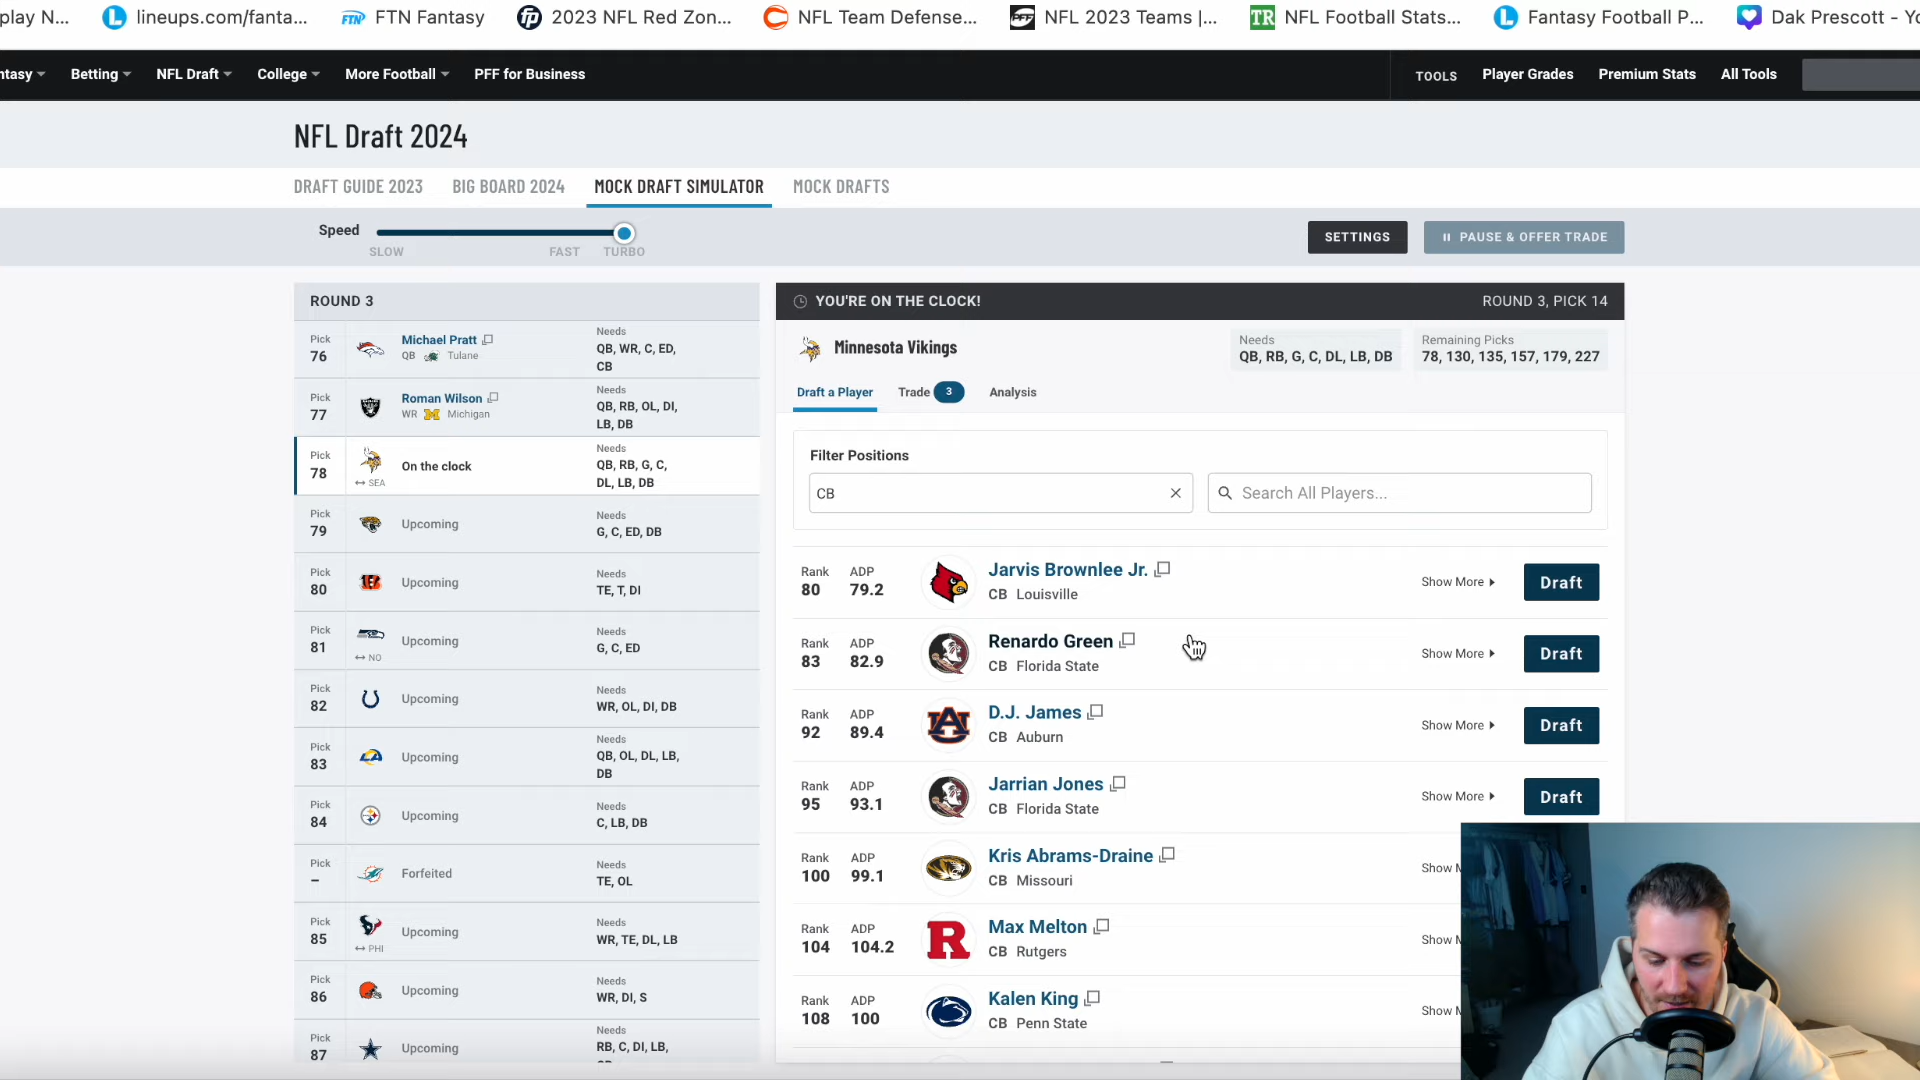 play N...
lineups.com/fanta...
FTN FTN Fantasy
fp 2023 NFL Red Zon...
NFL Team Defense...
PFF NFL 2023 Teams |...
TR NFL Football Stats...
Fantasy Football P...
Dak Prescott - Yo
ntasy
Betting
NFL Draft
College
More Football
PFF for Business
TOOLS
Player Grades
Premium Stats
All Tools
NFL Draft 2024
DRAFT GUIDE 2023
BIG BOARD 2024
MOCK DRAFT SIMULATOR
MOCK DRAFTS
Speed
SLOW
FAST
TURBO
SETTINGS
PAUSE & OFFER TRADE
ROUND 3
Pick
76
Michael Pratt
QB Tulane
Needs
QB, WR, C, ED,
CB
Pick
77
Roman Wilson
WR Michigan
Needs
QB, RB, OL, DI,
LB, DB
Pick
78
SEA
On the clock
Needs
QB, RB, G, C,
DL, LB, DB
Pick
79
Upcoming
Needs
G, C, ED, DB
Pick
80
Upcoming
Needs
TE, T, DI
Pick
81
NO
Upcoming
Needs
G, C, ED
Pick
82
Upcoming
Needs
WR, OL, DI, DB
Pick
83
Upcoming
Needs
QB, OL, DL, LB,
DB
Pick
84
Upcoming
Needs
C, LB, DB
Pick
–
Forfeited
Needs
TE, OL
Pick
85
PHI
Upcoming
Needs
WR, TE, DL, LB
Pick
86
Upcoming
Needs
WR, DI, S
Pick
87
Upcoming
Needs
RB, C, DI, LB,
YOU'RE ON THE CLOCK!
ROUND 3, PICK 14
Minnesota Vikings
Needs
QB, RB, G, C, DL, LB, DB
Remaining Picks
78, 130, 135, 157, 179, 227
Draft a Player
Trade 3
Analysis
Filter Positions
CB
Search All Players...
Rank
80
ADP
79.2
Jarvis Brownlee Jr.
CB Louisville
Show More
Draft
Rank
83
ADP
82.9
Renardo Green
CB Florida State
Show More
Draft
Rank
92
ADP
89.4
D.J. James
CB Auburn
Show More
Draft
Rank
95
ADP
93.1
Jarrian Jones
CB Florida State
Show More
Draft
Rank
100
ADP
99.1
Kris Abrams-Draine
CB Missouri
Show M
Rank
104
ADP
104.2
Max Melton
CB Rutgers
Show M
Rank
108
ADP
100
Kalen King
CB Penn State
Show M